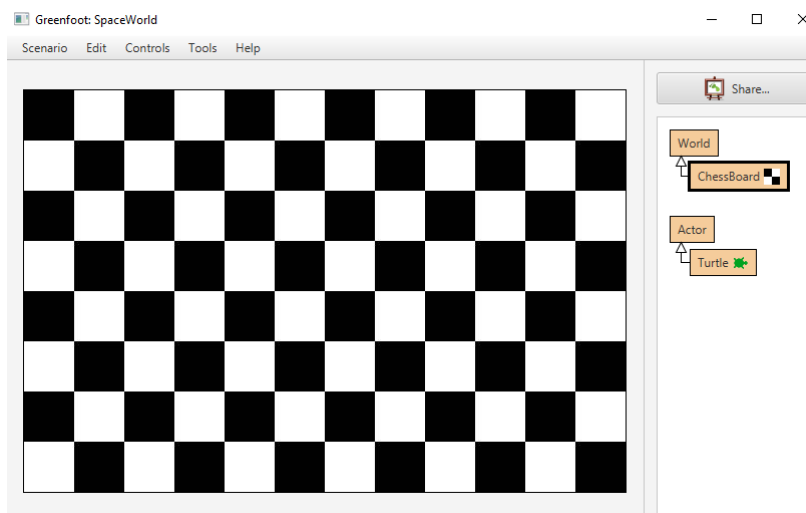 Greenfoot: SpaceWorld
Scenario Edit Controls Tools Help
Share...
World
ChessBoard
Actor
Turtle